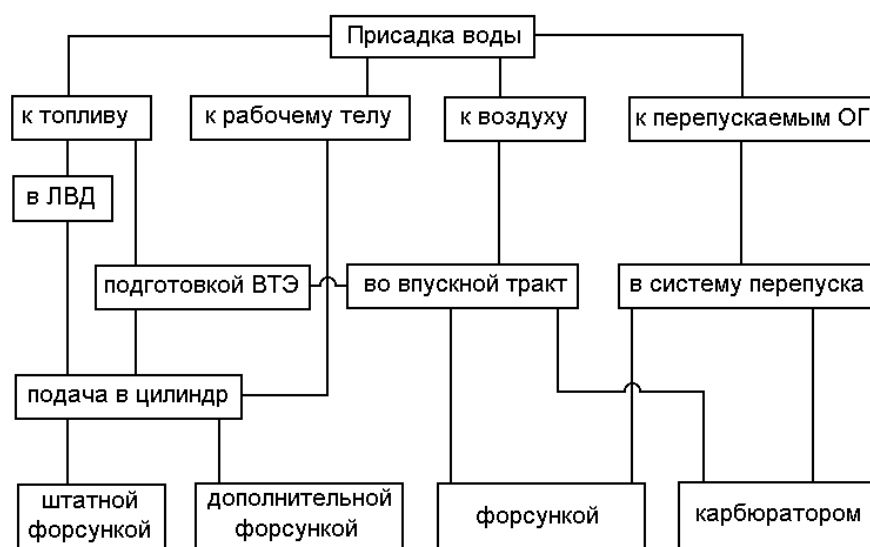 Присадка воды
к топливу
к рабочему телу
к воздуху
к перепускаемым ОГ
в ЛВД
подготовкой ВТЭ
во впускной тракт
в систему перепуска
подача в цилиндр
штатной
форсункой
дополнительной
форсункой
форсункой
карбюратором